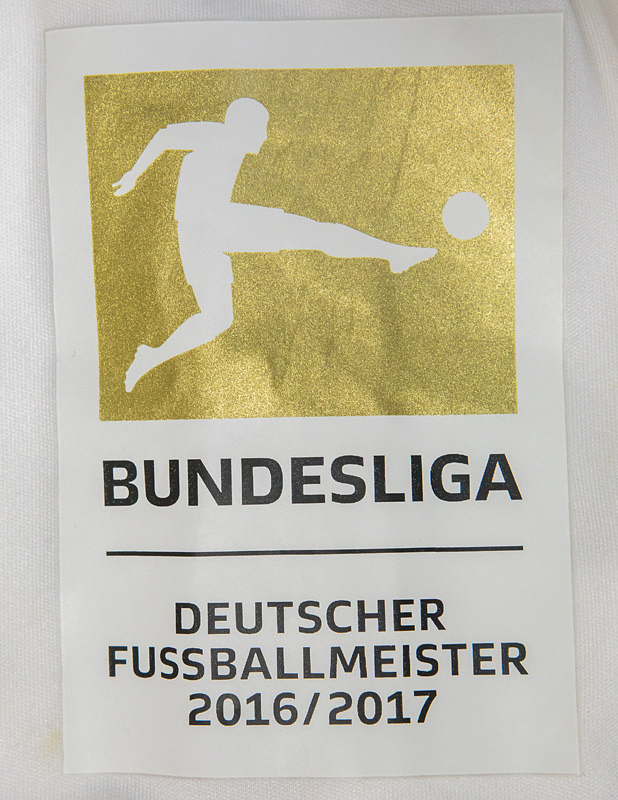 BUNDESLIGA
DEUTSCHER
FUSSBALLMEISTER
2016/2017